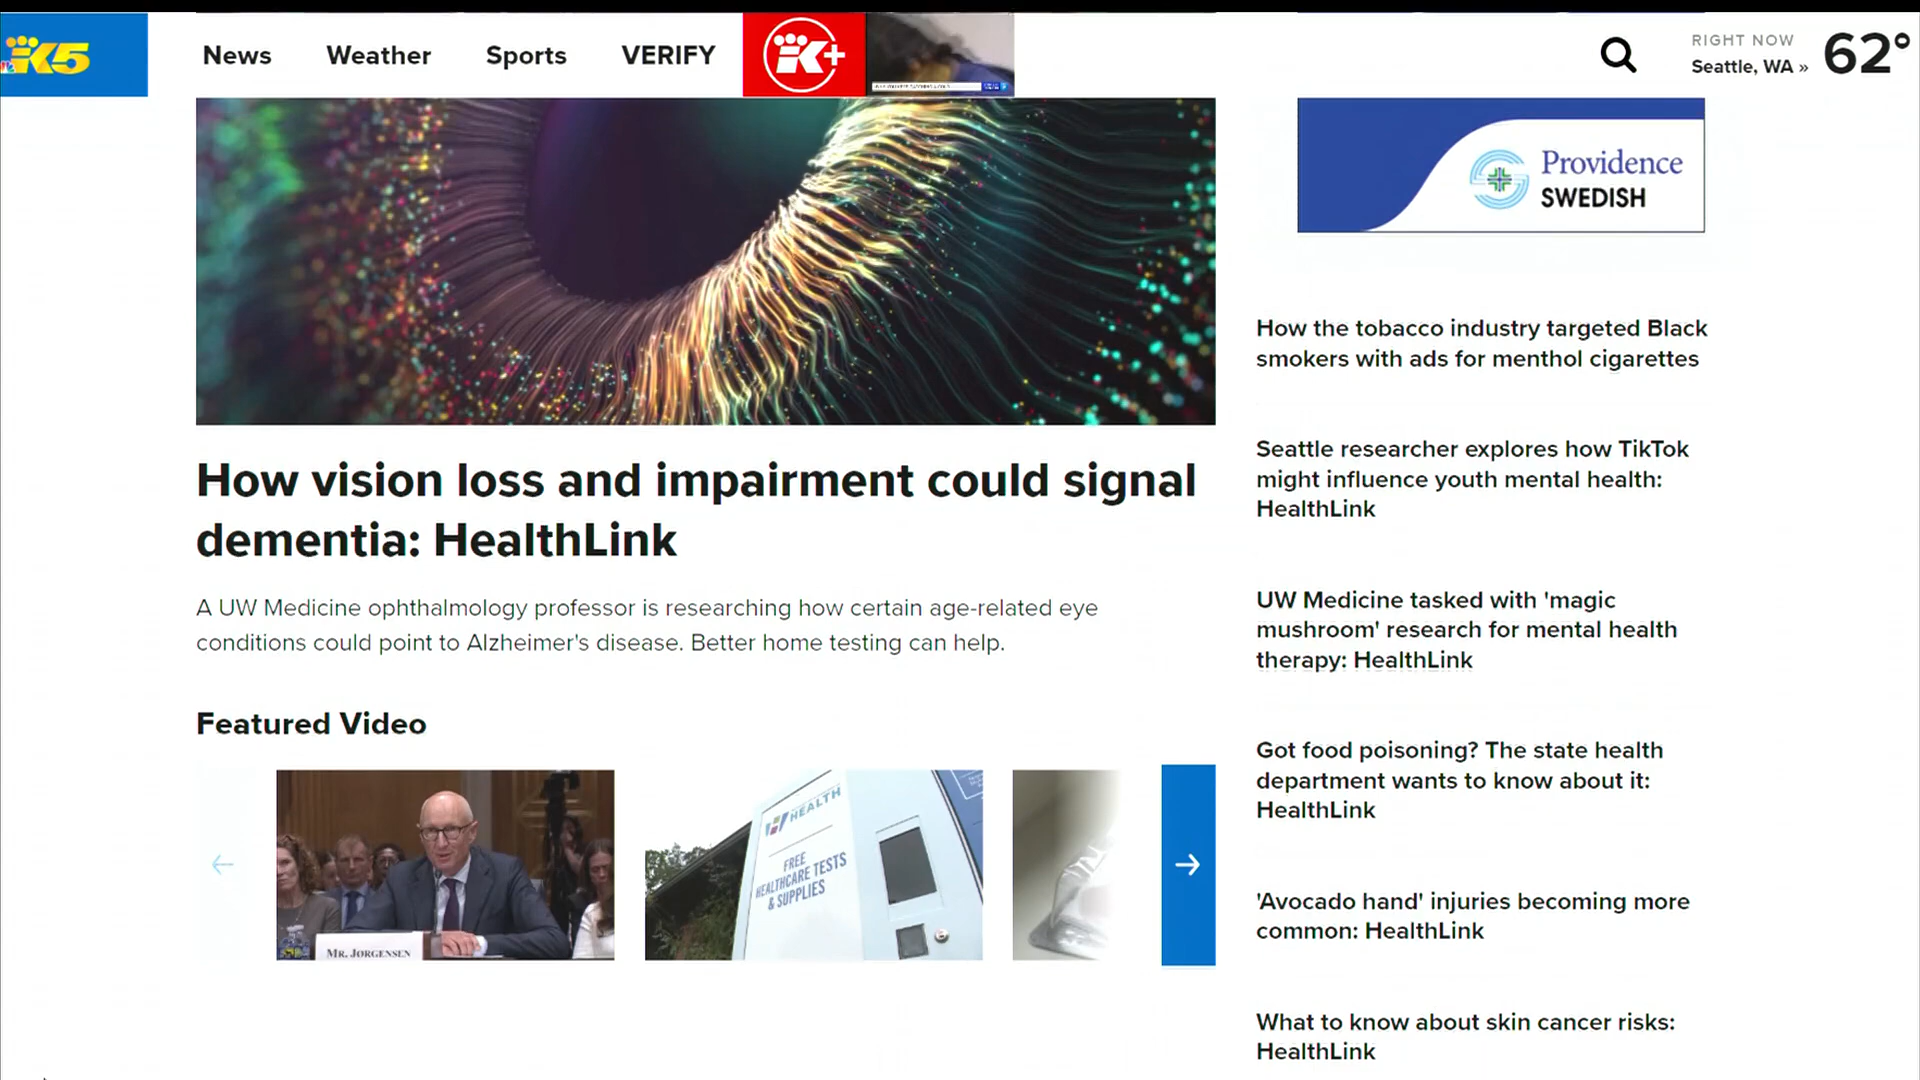 K5
News
Weather
Sports
VERIFY
K+
RIGHT NOW
Seattle, WA »
62°
Providence
SWEDISH
How vision loss and impairment could signal
dementia: HealthLink
A UW Medicine ophthalmology professor is researching how certain age-related eye
conditions could point to Alzheimer's disease. Better home testing can help.
Featured Video
MR. JØRGENSEN
HEALTH
FREE
HEALTHCARE TESTS
& SUPPLIES
How the tobacco industry targeted Black
smokers with ads for menthol cigarettes
Seattle researcher explores how TikTok
might influence youth mental health:
HealthLink
UW Medicine tasked with 'magic
mushroom' research for mental health
therapy: HealthLink
Got food poisoning? The state health
department wants to know about it:
HealthLink
'Avocado hand' injuries becoming more
common: HealthLink
What to know about skin cancer risks:
HealthLink